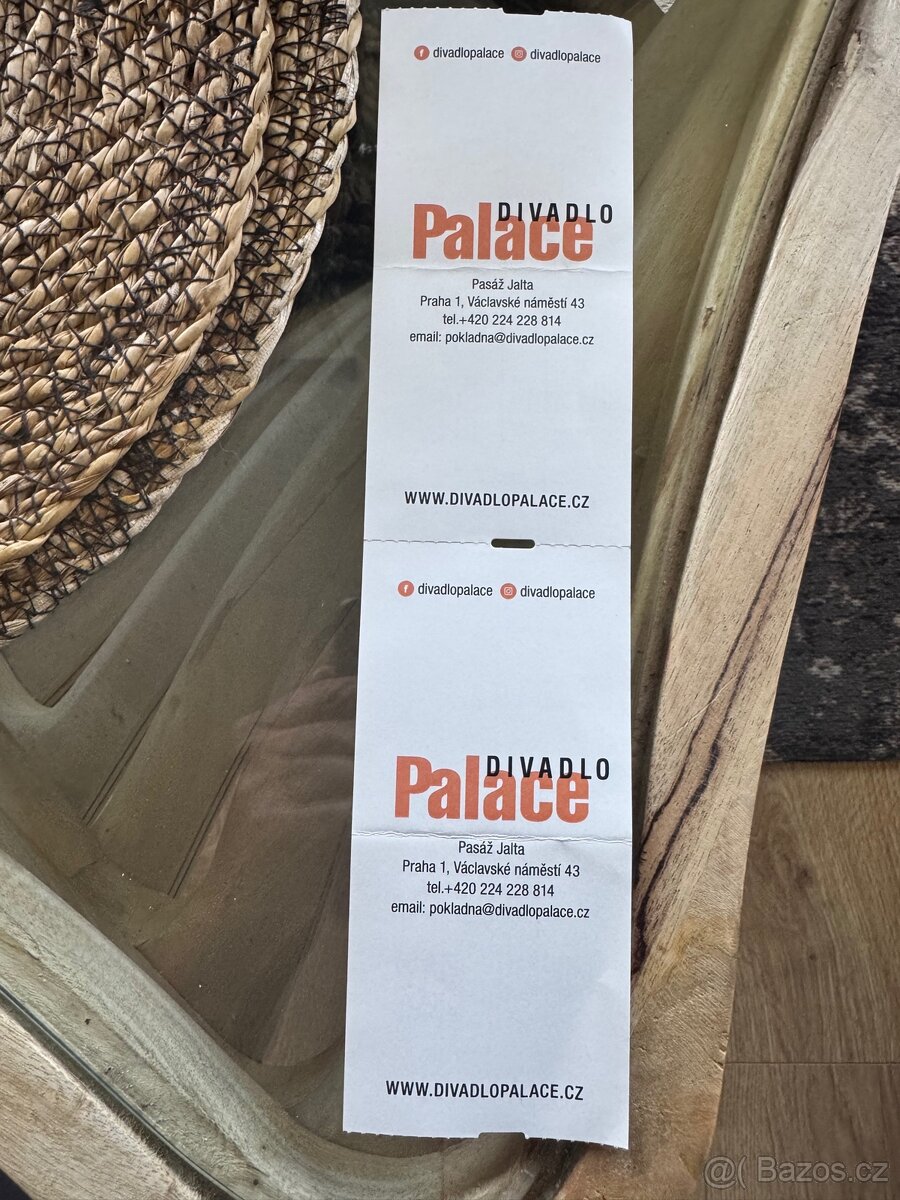 divadlopalace divadlopalace
DIVADLO
Palace
Pasáž Jalta
Praha 1, Václavské náměstí 43
tel.+420 224 228 814
email: pokladna@divadlopalace.cz
WWW.DIVADLOPALACE.CZ
divadlopalace divadlopalace
DIVADLO
Palace
Pasáž Jalta
Praha 1, Václavské náměstí 43
tel.+420 224 228 814
email: pokladna@divadlopalace.cz
WWW.DIVADLOPALACE.CZ
@( Bazos.cz